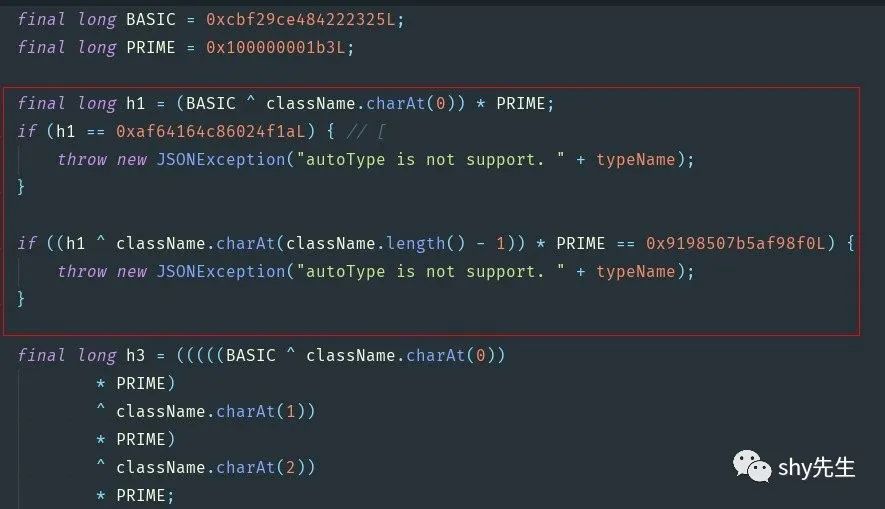 final long BASIC = 0xcbf29ce484222325L;
final long PRIME = 0x100000001b3L;
final long h1 = (BASIC ^ className.charAt(0)) * PRIME;
if (h1 == 0xaf64164c86024f1aL) { // [
throw new JSONException("autoType is not support. " + typeName);
}
if ((h1 ^ className.charAt(className.length() - 1)) * PRIME == 0x9198507b5af98f0L) {
throw new JSONException("autoType is not support. " + typeName);
}
final long h3 = (((((BASIC ^ className.charAt(0))
* PRIME)
^ className.charAt(1))
* PRIME)
^ className.charAt(2))
* PRIME;
shy先生